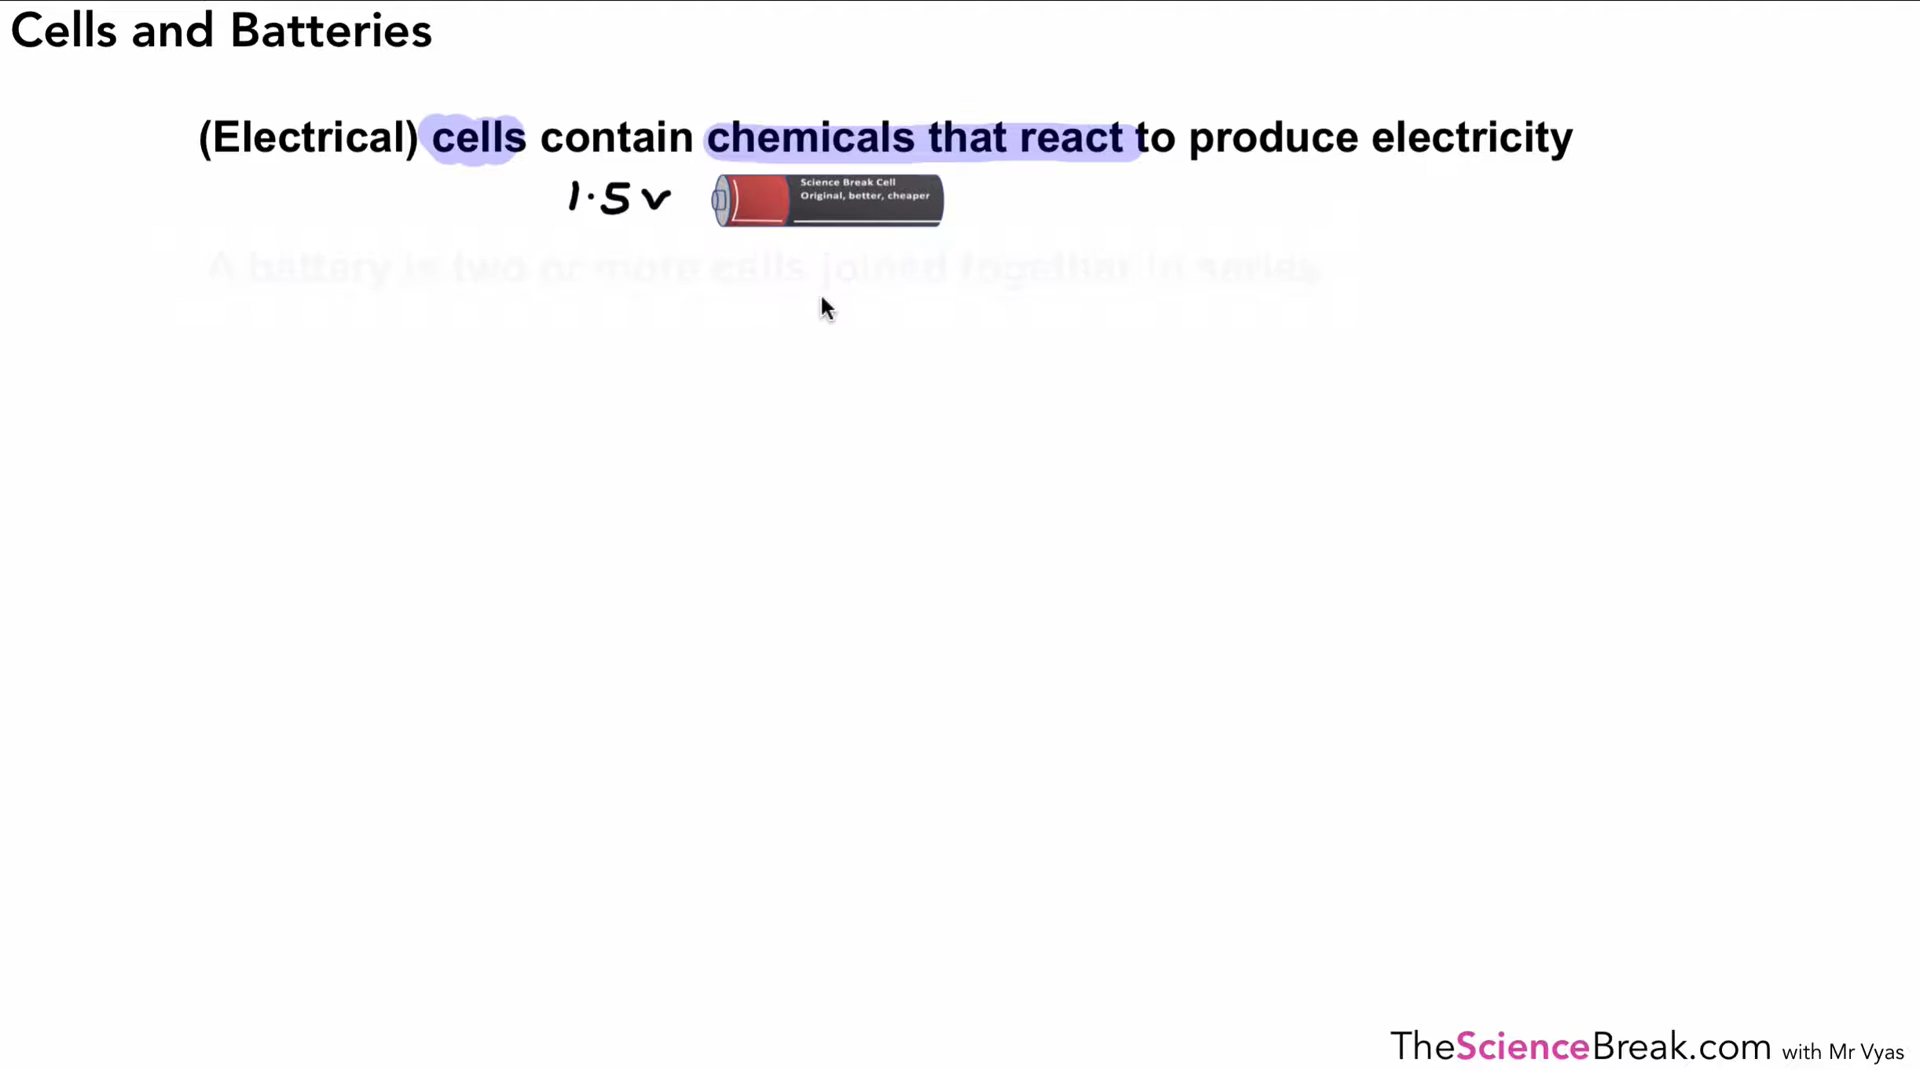 Cells and Batteries
(Electrical) cells contain chemicals that react to produce electricity
1.5 v
Science Break Cell
Original, better, cheaper
A battery is two or more cells joined together in series
TheScienceBreak.com with Mr Vyas